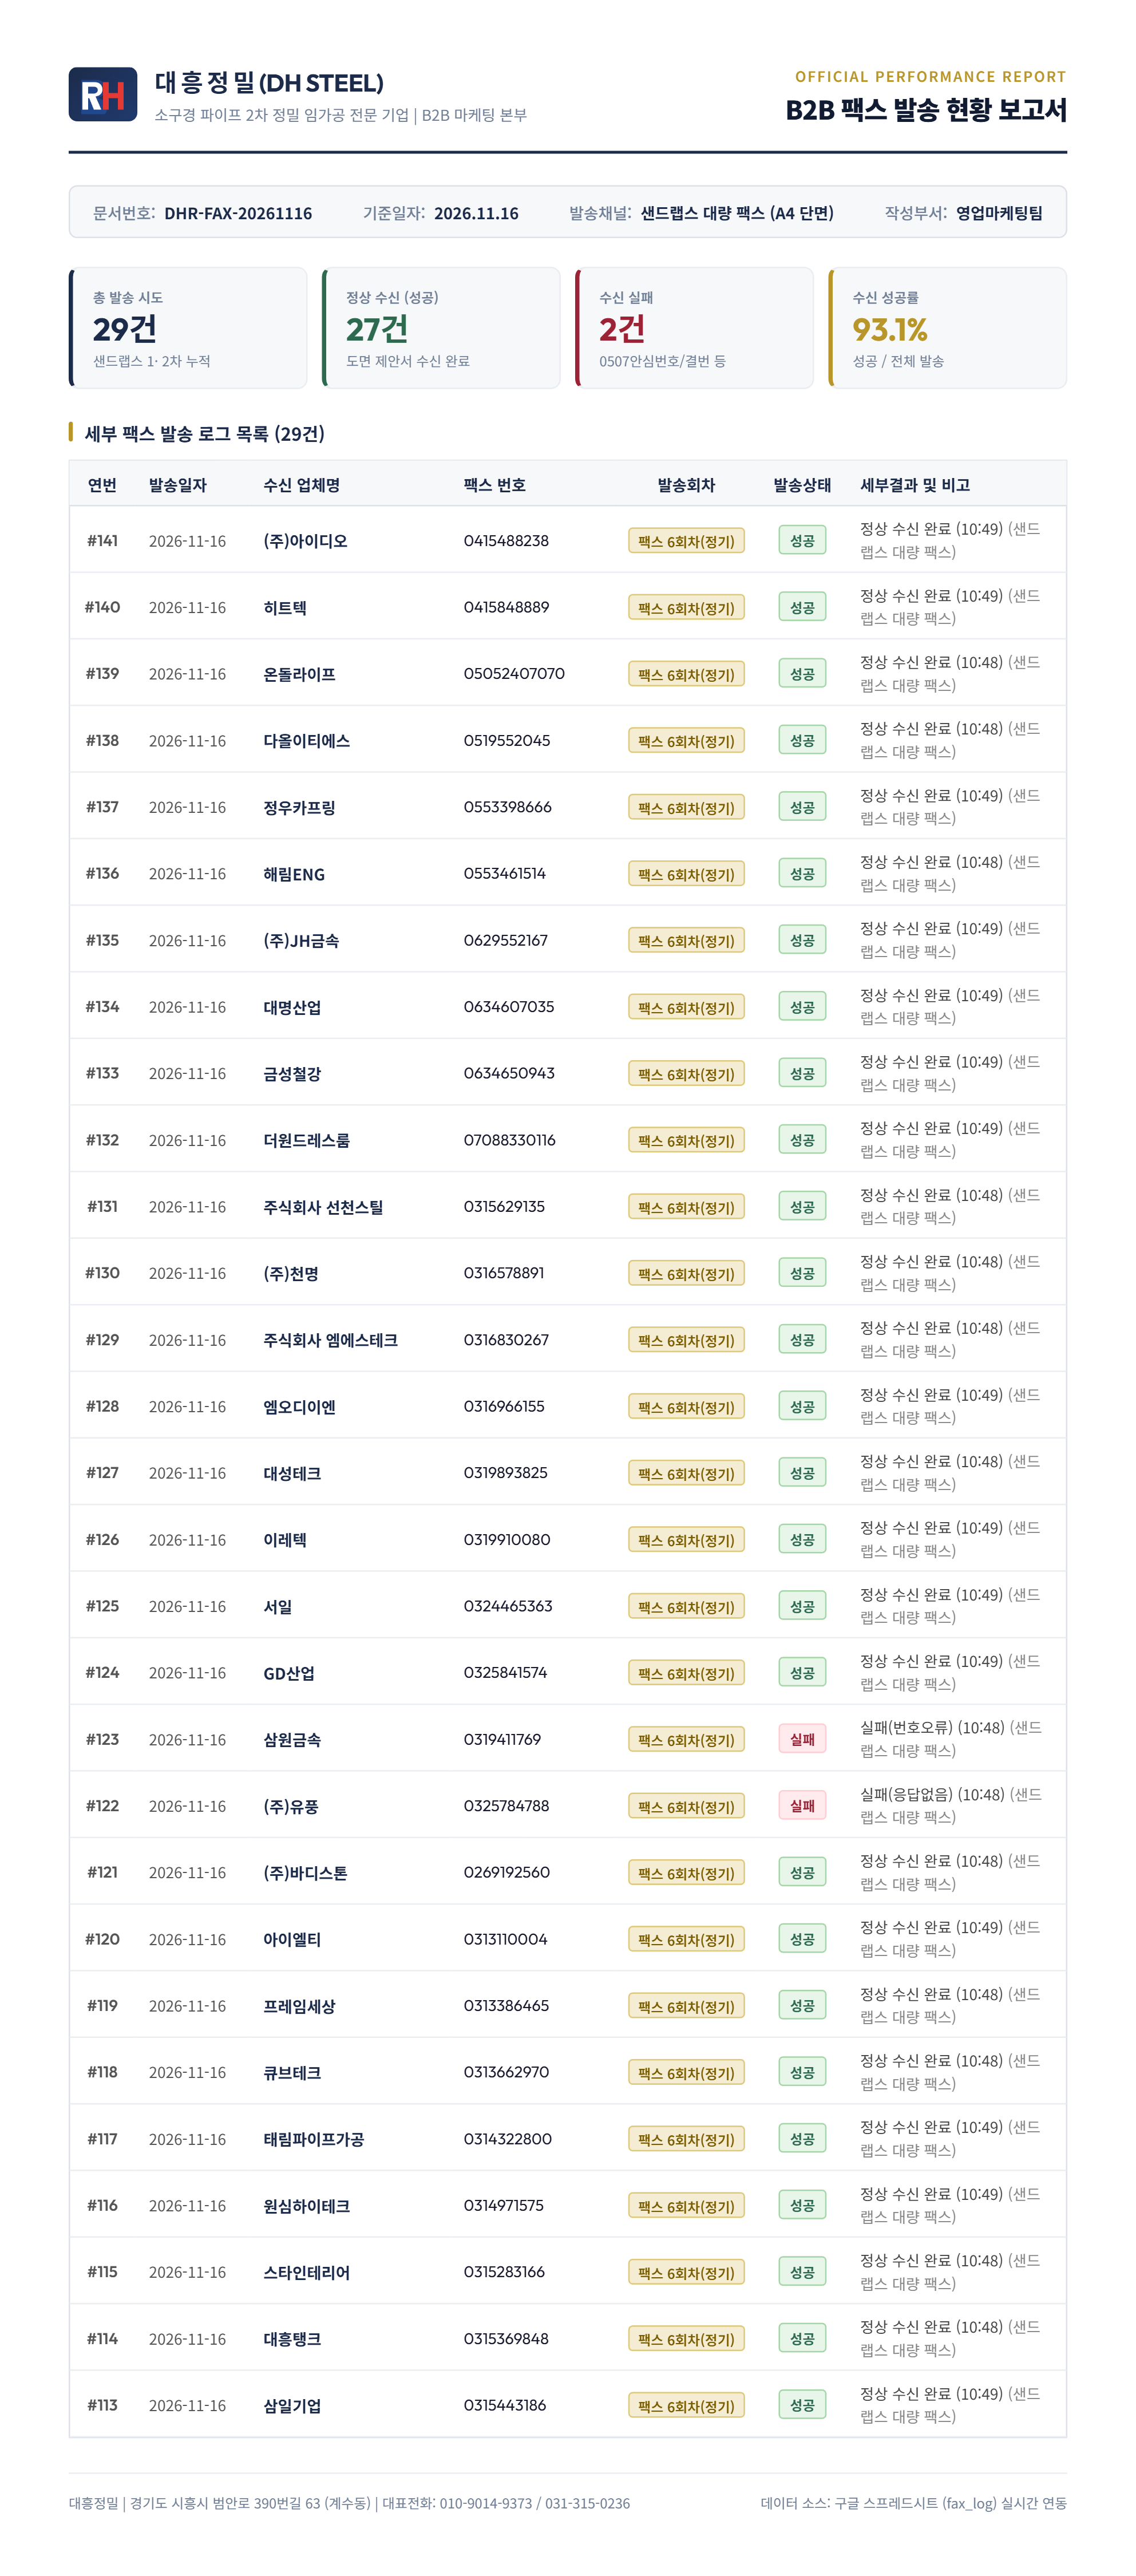 RH
대흥정밀(DH STEEL)
소구경 파이프 2차 정밀 임가공 전문 기업 | B2B 마케팅 본부
OFFICIAL PERFORMANCE REPORT
B2B 팩스 발송 현황 보고서
문서번호: DHR-FAX-20261116 기준일자: 2026.11.16 발송채널: 샌드랩스 대량 팩스 (A4 단면) 작성부서: 영업마케팅팀
총 발송 시도
29건
샌드랩스 1· 2차 누적
정상 수신 (성공)
27건
도면 제안서 수신 완료
수신 실패
2건
0507안심번호/결번 등
수신 성공률
93.1%
성공 / 전체 발송
세부 팩스 발송 로그 목록 (29건)
연번 발송일자 수신 업체명 팩스 번호 발송회차 발송상태 세부결과 및 비고
#141 2026-11-16 (주)아이디오 0415488238 팩스 6회차(정기) 성공 정상 수신 완료 (10:49) (샌드
랩스 대량 팩스)
#140 2026-11-16 히트텍 0415848889 팩스 6회차(정기) 성공 정상 수신 완료 (10:49) (샌드
랩스 대량 팩스)
#139 2026-11-16 온돌라이프 05052407070 팩스 6회차(정기) 성공 정상 수신 완료 (10:48) (샌드
랩스 대량 팩스)
#138 2026-11-16 다올이티에스 0519552045 팩스 6회차(정기) 성공 정상 수신 완료 (10:48) (샌드
랩스 대량 팩스)
#137 2026-11-16 정우카프링 0553398666 팩스 6회차(정기) 성공 정상 수신 완료 (10:49) (샌드
랩스 대량 팩스)
#136 2026-11-16 해림ENG 0553461514 팩스 6회차(정기) 성공 정상 수신 완료 (10:48) (샌드
랩스 대량 팩스)
#135 2026-11-16 (주)JH금속 0629552167 팩스 6회차(정기) 성공 정상 수신 완료 (10:49) (샌드
랩스 대량 팩스)
#134 2026-11-16 대명산업 0634607035 팩스 6회차(정기) 성공 정상 수신 완료 (10:49) (샌드
랩스 대량 팩스)
#133 2026-11-16 금성철강 0634650943 팩스 6회차(정기) 성공 정상 수신 완료 (10:49) (샌드
랩스 대량 팩스)
#132 2026-11-16 더원드레스룸 07088330116 팩스 6회차(정기) 성공 정상 수신 완료 (10:49) (샌드
랩스 대량 팩스)
#131 2026-11-16 주식회사 선천스틸 0315629135 팩스 6회차(정기) 성공 정상 수신 완료 (10:48) (샌드
랩스 대량 팩스)
#130 2026-11-16 (주)천명 0316578891 팩스 6회차(정기) 성공 정상 수신 완료 (10:48) (샌드
랩스 대량 팩스)
#129 2026-11-16 주식회사 엠에스테크 0316830267 팩스 6회차(정기) 성공 정상 수신 완료 (10:48) (샌드
랩스 대량 팩스)
#128 2026-11-16 엠오디이엔 0316966155 팩스 6회차(정기) 성공 정상 수신 완료 (10:49) (샌드
랩스 대량 팩스)
#127 2026-11-16 대성테크 0319893825 팩스 6회차(정기) 성공 정상 수신 완료 (10:48) (샌드
랩스 대량 팩스)
#126 2026-11-16 이레텍 0319910080 팩스 6회차(정기) 성공 정상 수신 완료 (10:49) (샌드
랩스 대량 팩스)
#125 2026-11-16 서일 0324465363 팩스 6회차(정기) 성공 정상 수신 완료 (10:49) (샌드
랩스 대량 팩스)
#124 2026-11-16 GD산업 0325841574 팩스 6회차(정기) 성공 정상 수신 완료 (10:49) (샌드
랩스 대량 팩스)
#123 2026-11-16 삼원금속 0319411769 팩스 6회차(정기) 실패 실패(번호오류) (10:48) (샌드
랩스 대량 팩스)
#122 2026-11-16 (주)유풍 0325784788 팩스 6회차(정기) 실패 실패(응답없음) (10:48) (샌드
랩스 대량 팩스)
#121 2026-11-16 (주)바디스톤 0269192560 팩스 6회차(정기) 성공 정상 수신 완료 (10:48) (샌드
랩스 대량 팩스)
#120 2026-11-16 아이엘티 0313110004 팩스 6회차(정기) 성공 정상 수신 완료 (10:49) (샌드
랩스 대량 팩스)
#119 2026-11-16 프레임세상 0313386465 팩스 6회차(정기) 성공 정상 수신 완료 (10:48) (샌드
랩스 대량 팩스)
#118 2026-11-16 큐브테크 0313662970 팩스 6회차(정기) 성공 정상 수신 완료 (10:48) (샌드
랩스 대량 팩스)
#117 2026-11-16 태림파이프가공 0314322800 팩스 6회차(정기) 성공 정상 수신 완료 (10:49) (샌드
랩스 대량 팩스)
#116 2026-11-16 원심하이테크 0314971575 팩스 6회차(정기) 성공 정상 수신 완료 (10:49) (샌드
랩스 대량 팩스)
#115 2026-11-16 스타인테리어 0315283166 팩스 6회차(정기) 성공 정상 수신 완료 (10:48) (샌드
랩스 대량 팩스)
#114 2026-11-16 대흥탱크 0315369848 팩스 6회차(정기) 성공 정상 수신 완료 (10:48) (샌드
랩스 대량 팩스)
#113 2026-11-16 삼일기업 0315443186 팩스 6회차(정기) 성공 정상 수신 완료 (10:49) (샌드
랩스 대량 팩스)
대흥정밀 | 경기도 시흥시 범안로 390번길 63 (계수동) | 대표전화: 010-9014-9373 / 031-315-0236
데이터 소스: 구글 스프레드시트 (fax_log) 실시간 연동